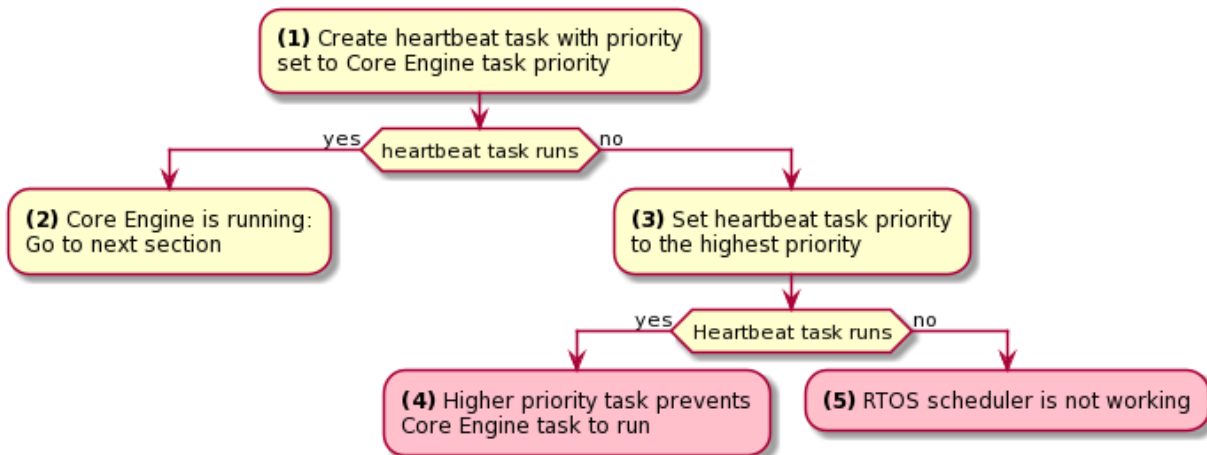 (1) Create heartbeat task with priority
set to Core Engine task priority
yes
heartbeat task runs
no
(2) Core Engine is running:
Go to next section
(3) Set heartbeat task priority
to the highest priority
yes
Heartbeat task runs
no
(4) Higher priority task prevents
Core Engine task to run
(5) RTOS scheduler is not working